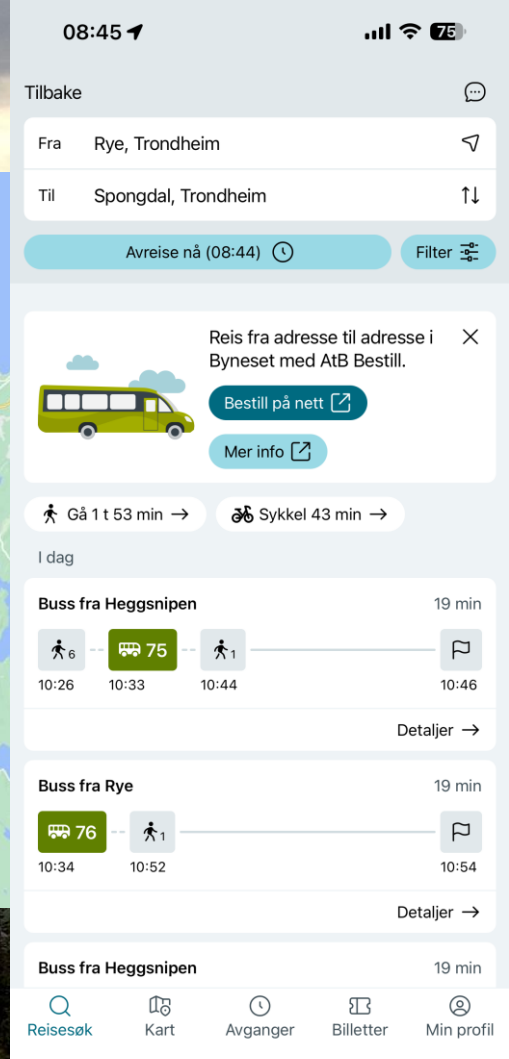 08:45
75
Tilbake
Fra Rye, Trondheim
Til Spongdal, Trondheim
Avreise nå (08:44) Filter
Reis fra adresse til adresse i
Byneset med AtB Bestill.
Bestill på nett
Mer info
Gå 1 t 53 min → Sykkel 43 min →
I dag
Buss fra Heggsnipen 19 min
6 75 1
10:26 10:33 10:44 10:46
Detaljer →
Buss fra Rye 19 min
76 1
10:34 10:52 10:54
Detaljer →
Buss fra Heggsnipen 19 min
Reisesøk Kart Avganger Billetter Min profil